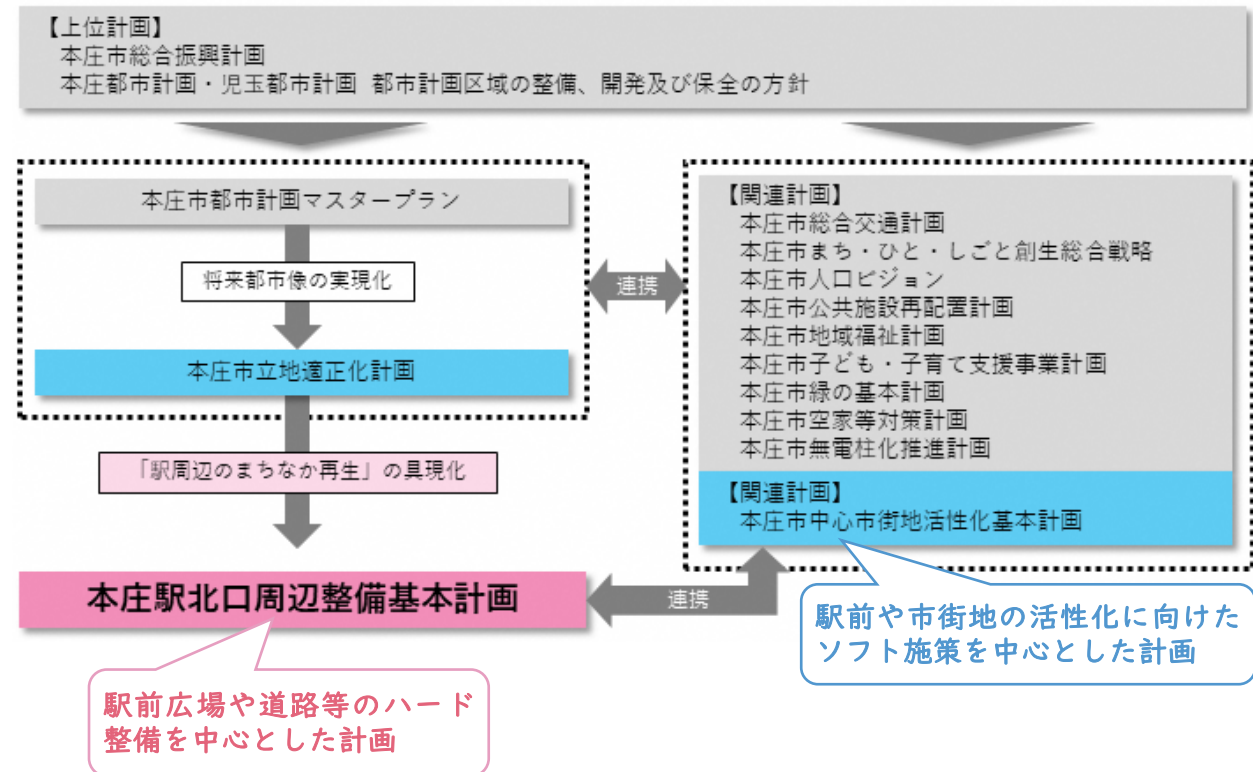 【上位計画】
本庄市総合振興計画
本庄都市計画・児玉都市計画 都市計画区域の整備、開発及び保全の方針
本庄市都市計画マスタープラン
将来都市像の実現化
本庄市立地適正化計画
「駅周辺のまちなか再生」の具現化
本庄駅北口周辺整備基本計画
駅前広場や道路等のハード
整備を中心とした計画
連携
【関連計画】
本庄市総合交通計画
本庄市まち・ひと・しごと創生総合戦略
本庄市人口ビジョン
本庄市公共施設再配置計画
本庄市地域福祉計画
本庄市子ども・子育て支援事業計画
本庄市緑の基本計画
本庄市空家等対策計画
本庄市無電柱化推進計画
【関連計画】
本庄市中心市街地活性化基本計画
連携
駅前や市街地の活性化に向けた
ソフト施策を中心とした計画